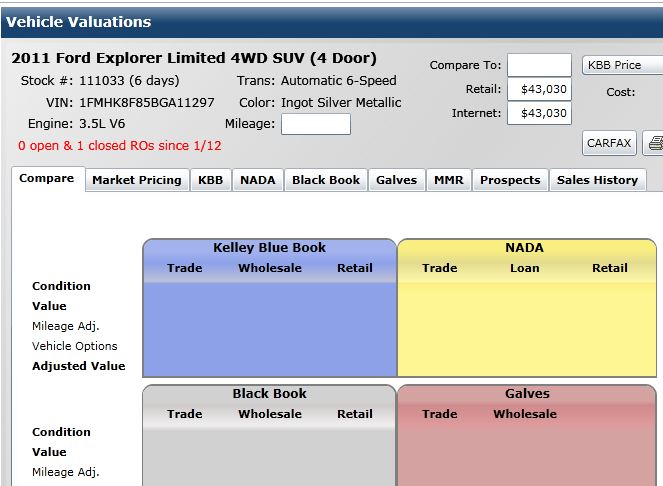 Vehicle Valuations
2011 Ford Explorer Limited 4WD SUV (4 Door)
Stock #: 111033 (6 days) Trans: Automatic 6-Speed
VIN: 1FMHK8F85BGA11297 Color: Ingot Silver Metallic
Engine: 3.5L V6 Mileage:
0 open & 1 closed ROs since 1/12
Compare To: KBB Price
Retail: $43,030 Cost:
Internet: $43,030
CARFAX
Compare Market Pricing KBB NADA Black Book Galves MMR Prospects Sales History
Kelley Blue Book NADA
Trade Wholesale Retail Trade Loan Retail
Condition
Value
Mileage Adj.
Vehicle Options
Adjusted Value
Black Book Galves
Trade Wholesale Retail Trade Wholesale
Condition
Value
Mileage Adj.